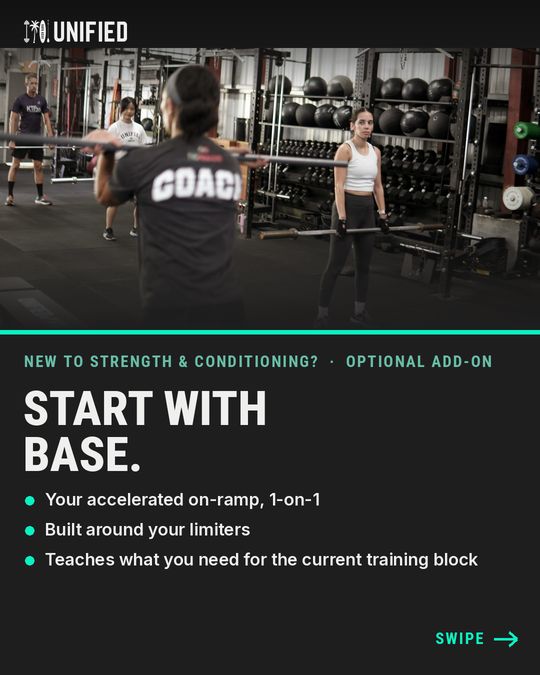 UNIFIED
COAC
NEW TO STRENGTH & CONDITIONING? · OPTIONAL ADD-ON
START WITH
BASE.
Your accelerated on-ramp, 1-on-1
Built around your limiters
Teaches what you need for the current training block
SWIPE →